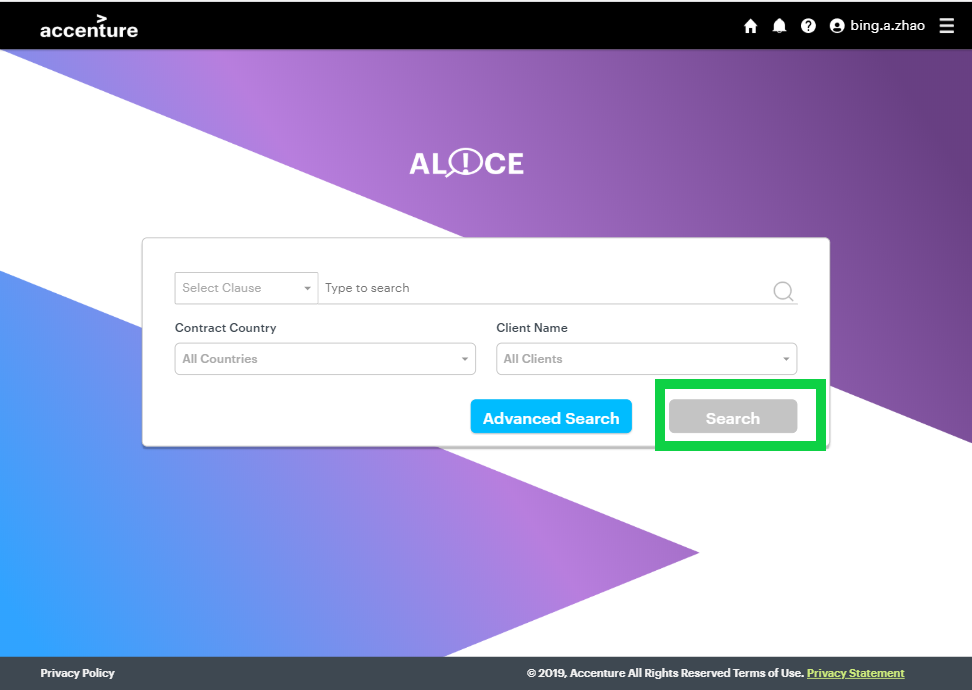 accenture
bing.a.zhao
AL!CE
Select Clause
Type to search
Contract Country
Client Name
All Countries
All Clients
Advanced Search
Search
Privacy Policy
© 2019, Accenture All Rights Reserved Terms of Use. Privacy Statement